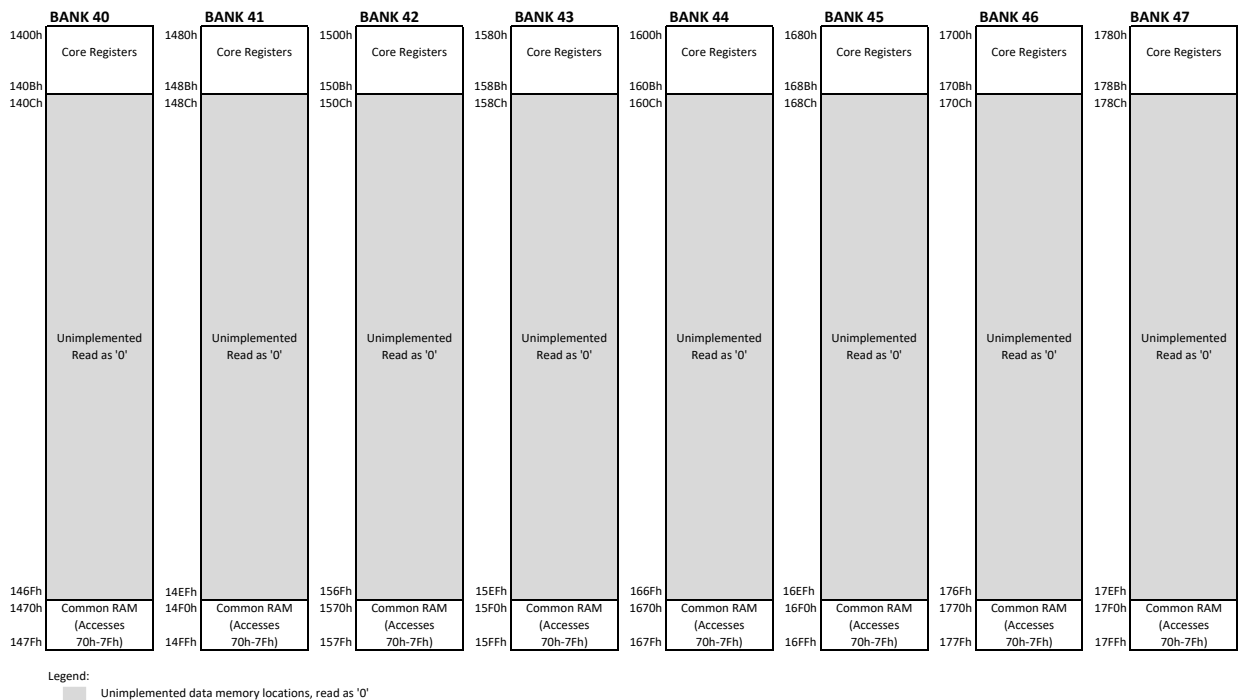 BANK 40 BANK 41 BANK 42 BANK 43 BANK 44 BANK 45 BANK 46 BANK 47
1400h 1480h 1500h 1580h 1600h 1680h 1700h 1780h
Core Registers Core Registers Core Registers Core Registers Core Registers Core Registers Core Registers Core Registers
140Bh 148Bh 150Bh 158Bh 160Bh 168Bh 170Bh 178Bh
140Ch 148Ch 150Ch 158Ch 160Ch 168Ch 170Ch 178Ch
Unimplemented Unimplemented Unimplemented Unimplemented Unimplemented Unimplemented Unimplemented Unimplemented
Read as '0' Read as '0' Read as '0' Read as '0' Read as '0' Read as '0' Read as '0' Read as '0'
146Fh 14EFh 156Fh 15EFh 166Fh 16EFh 176Fh 17EFh
1470h Common RAM 14F0h Common RAM 1570h Common RAM 15F0h Common RAM 1670h Common RAM 16F0h Common RAM 1770h Common RAM 17F0h Common RAM
(Accesses (Accesses (Accesses (Accesses (Accesses (Accesses (Accesses (Accesses
147Fh 70h-7Fh) 14FFh 70h-7Fh) 157Fh 70h-7Fh) 15FFh 70h-7Fh) 167Fh 70h-7Fh) 16FFh 70h-7Fh) 177Fh 70h-7Fh) 17FFh 70h-7Fh)
Legend:
Unimplemented data memory locations, read as '0'